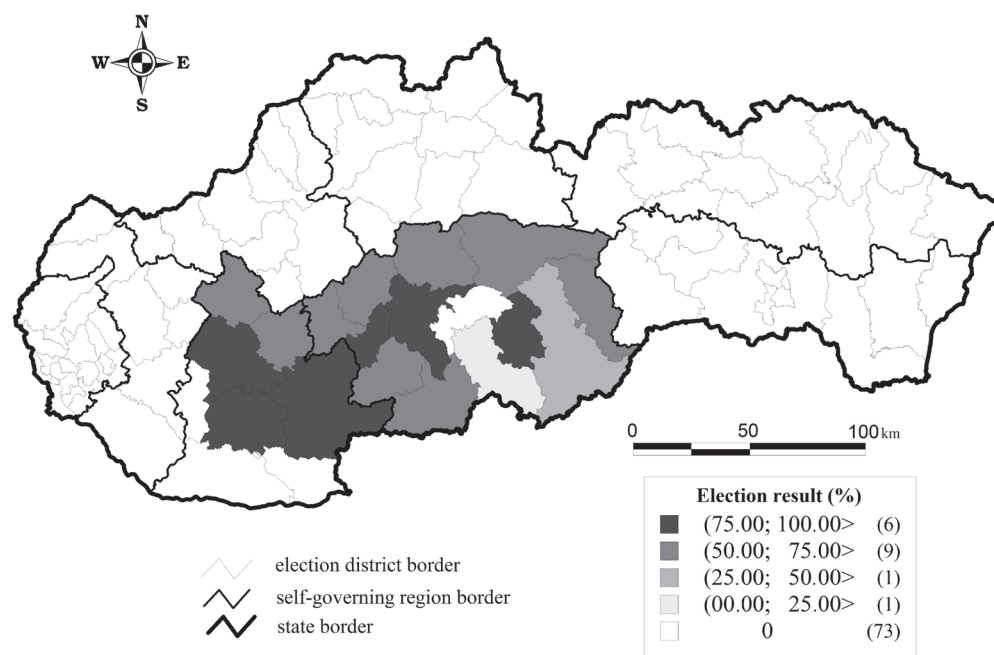 N
W E
S
0 50 100 km
Election result (%)
(75.00; 100.00> (6)
(50.00; 75.00> (9)
(25.00; 50.00> (1)
(00.00; 25.00> (1)
0 (73)
election district border
self-governing region border
state border